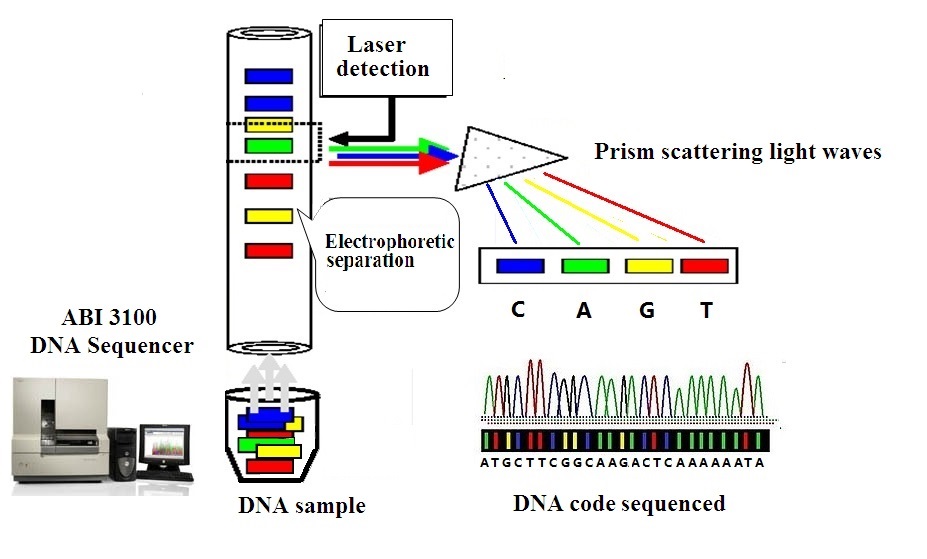 Laser
detection
Prism scattering light waves
Electrophoretic
separation
C A G T
ABI 3100
DNA Sequencer
ATGCTTCGGCAAGACTCAAAAAATA
DNA sample
DNA code sequenced